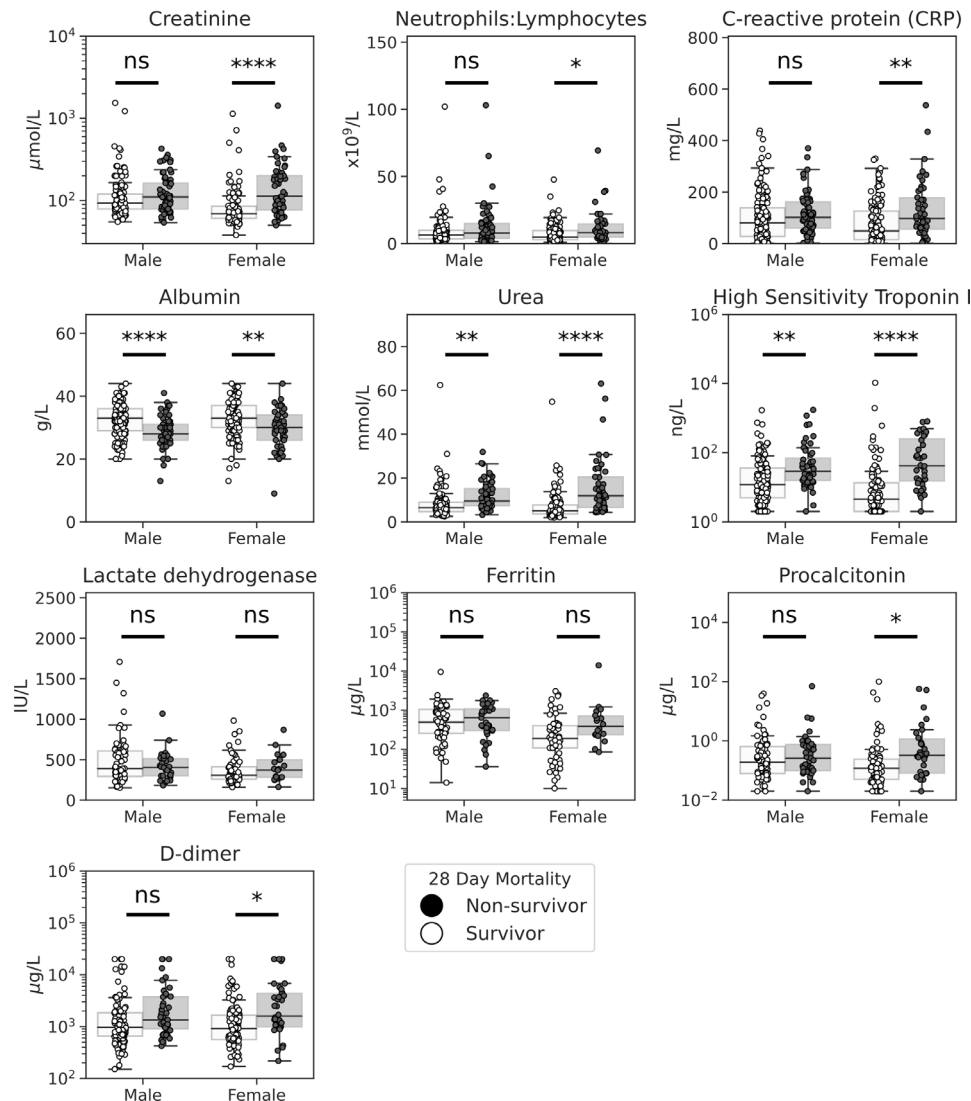 Creatinine
Neutrophils:Lymphocytes
C-reactive protein (CRP)
10⁴
10³
10²
µmol/L
ns
****
Male
Female
150
100
50
0
x10⁹/L
ns
*
Male
Female
800
600
400
200
0
mg/L
ns
**
Male
Female
Albumin
Urea
High Sensitivity Troponin I
60
40
20
0
g/L
****
**
Male
Female
80
60
40
20
0
mmol/L
**
****
Male
Female
10⁶
10⁴
10²
10⁰
ng/L
**
****
Male
Female
Lactate dehydrogenase
Ferritin
Procalcitonin
2500
2000
1500
1000
500
0
IU/L
ns
ns
Male
Female
10⁶
10⁵
10⁴
10³
10²
10¹
µg/L
ns
ns
Male
Female
10⁴
10²
10⁰
10⁻²
µg/L
ns
*
Male
Female
D-dimer
10⁶
10⁵
10⁴
10³
10²
µg/L
ns
*
Male
Female
28 Day Mortality
Non-survivor
Survivor